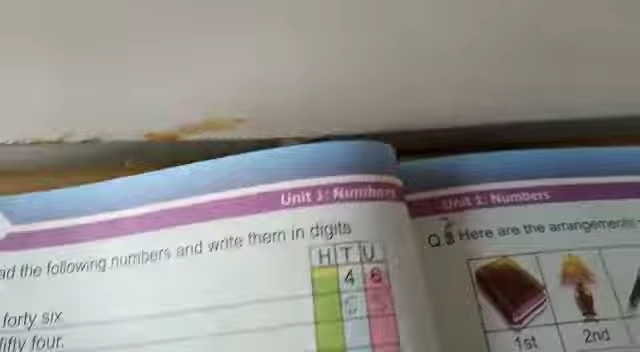 Unit 1: Numbers
ad the following numbers and write them in digits
H T U
4 6
forty six
fifty four.
Unit 1: Numbers
Q. Here are the arrangements
1st 2nd